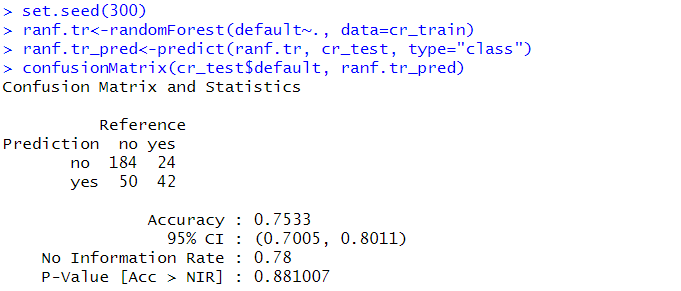 > set.seed(300)
> ranf.tr<-randomForest(default~., data=cr_train)
> ranf.tr_pred<-predict(ranf.tr, cr_test, type="class")
> confusionMatrix(cr_test$default, ranf.tr_pred)
Confusion Matrix and Statistics

          Reference
Prediction  no yes
       no  184  24
       yes  50  42

               Accuracy : 0.7533
                 95% CI : (0.7005, 0.8011)
    No Information Rate : 0.78
    P-Value [Acc > NIR] : 0.881007